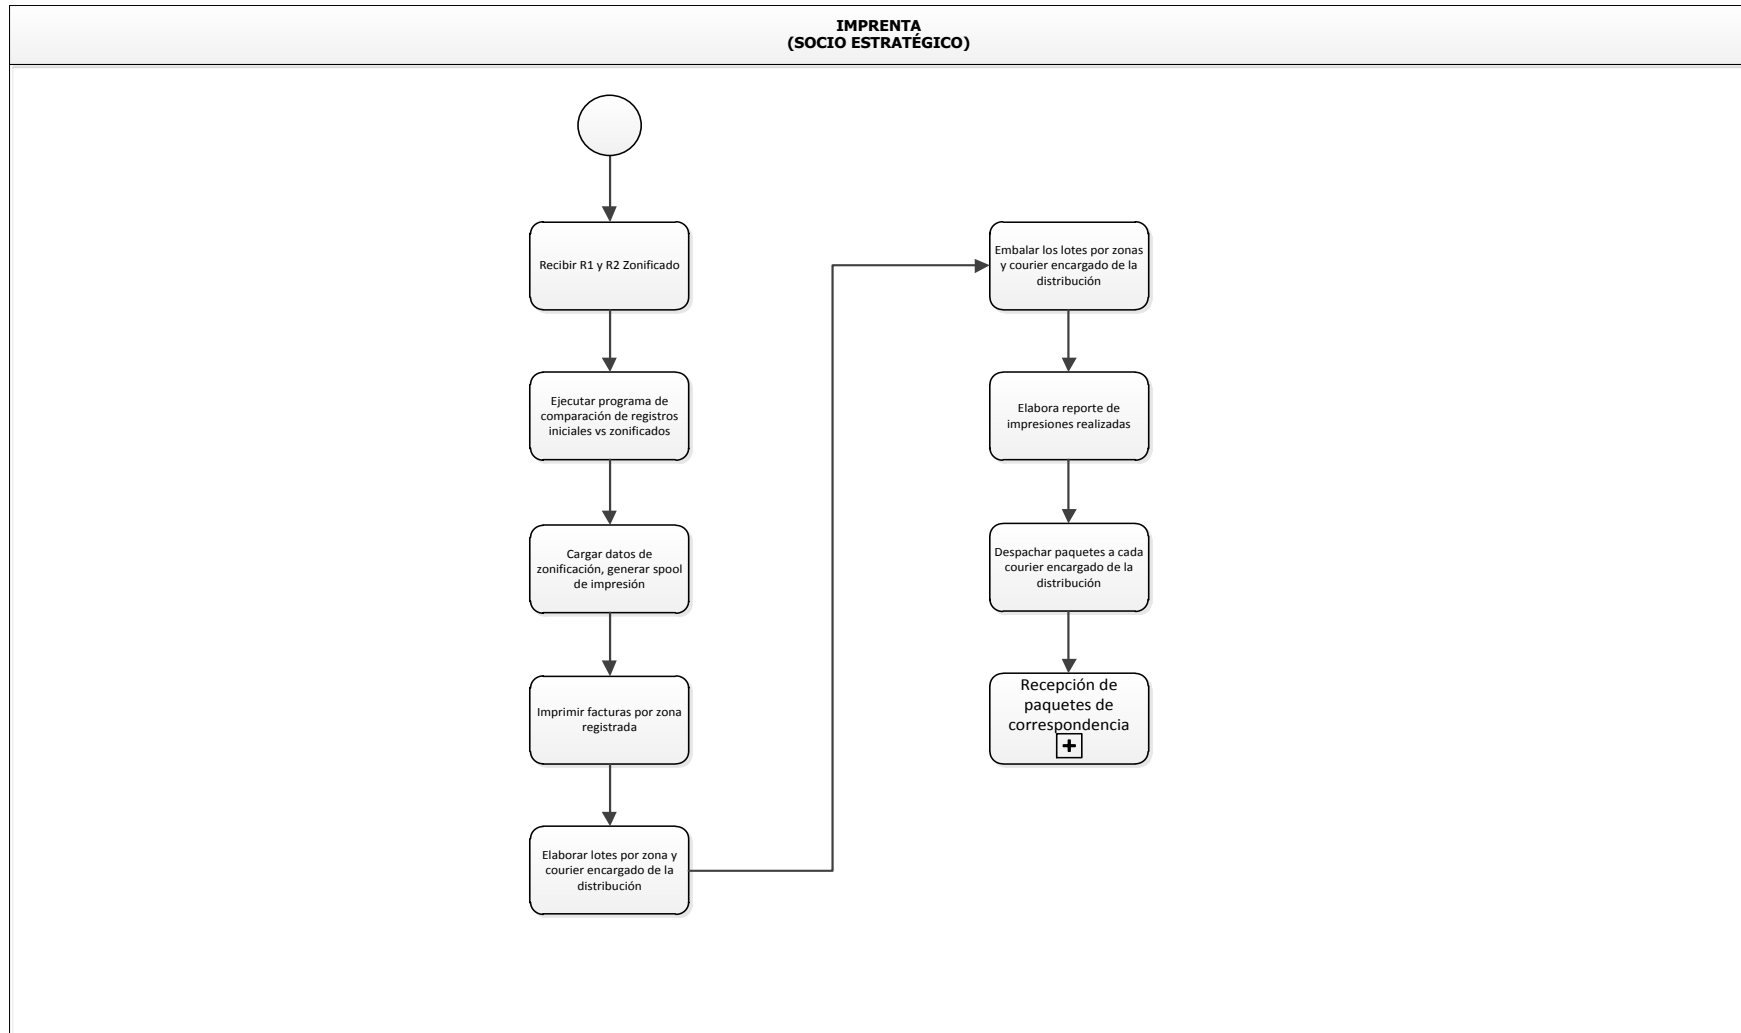 IMPRENTA
(SOCIO ESTRATÉGICO)
Recibir R1 y R2 Zonificado
Ejecutar programa de
comparación de registros
iniciales vs zonificados
Cargar datos de
zonificación, generar spool
de impresión
Imprimir facturas por zona
registrada
Elaborar lotes por zona y
courier encargado de la
distribución
Embalar los lotes por zonas
y courier encargado de la
distribución
Elabora reporte de
impresiones realizadas
Despachar paquetes a cada
courier encargado de la
distribución
Recepción de
paquetes de
correspondencia